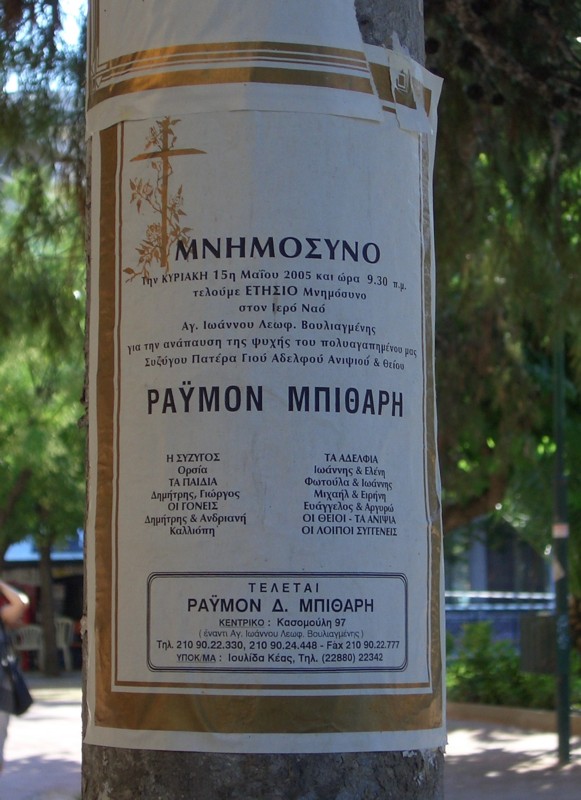 ΜΝΗΜΟΣΥΝΟ
Την ΚΥΡΙΑΚΗ 15η Μαΐου 2005 και ώρα 9.30 π.μ.
τελούμε ΕΤΗΣΙΟ Μνημόσυνο
στον Ιερό Ναό
Αγ. Ιωάννου Λεωφ. Βουλιαγμένης
για την ανάπαυση της ψυχής του πολυαγαπημένου μας
Συζύγου Πατέρα Γιού Αδελφού Ανιψιού & Θείου
ΡΑΫΜΟΝ ΜΠΙΘΑΡΗ
Η ΣΥΖΥΓΟΣ
Ορσία
ΤΑ ΠΑΙΔΙΑ
Δημήτρης, Γιώργος
ΟΙ ΓΟΝΕΙΣ
Δημήτρης & Ανδριανή
Καλλιόπη
ΤΑ ΑΔΕΛΦΙΑ
Ιωάννης & Ελένη
Φωτούλα & Ιωάννης
Μιχαήλ & Ειρήνη
Ευάγγελος & Αργυρώ
ΟΙ ΘΕΙΟΙ - ΤΑ ΑΝΙΨΙΑ
ΟΙ ΛΟΙΠΟΙ ΣΥΓΓΕΝΕΙΣ
ΤΕΛΕΤΑΙ
ΡΑΫΜΟΝ Δ. ΜΠΙΘΑΡΗ
ΚΕΝΤΡΙΚΟ : Κασομούλη 97
( έναντι Αγ. Ιωάννου Λεωφ. Βουλιαγμένης )
Τηλ. 210 90.22.330, 210 90.24.448 - Fax 210 90.22.777
ΥΠΟΚ/ΜΑ : Ιουλίδα Κέας, Τηλ. (22880) 22342